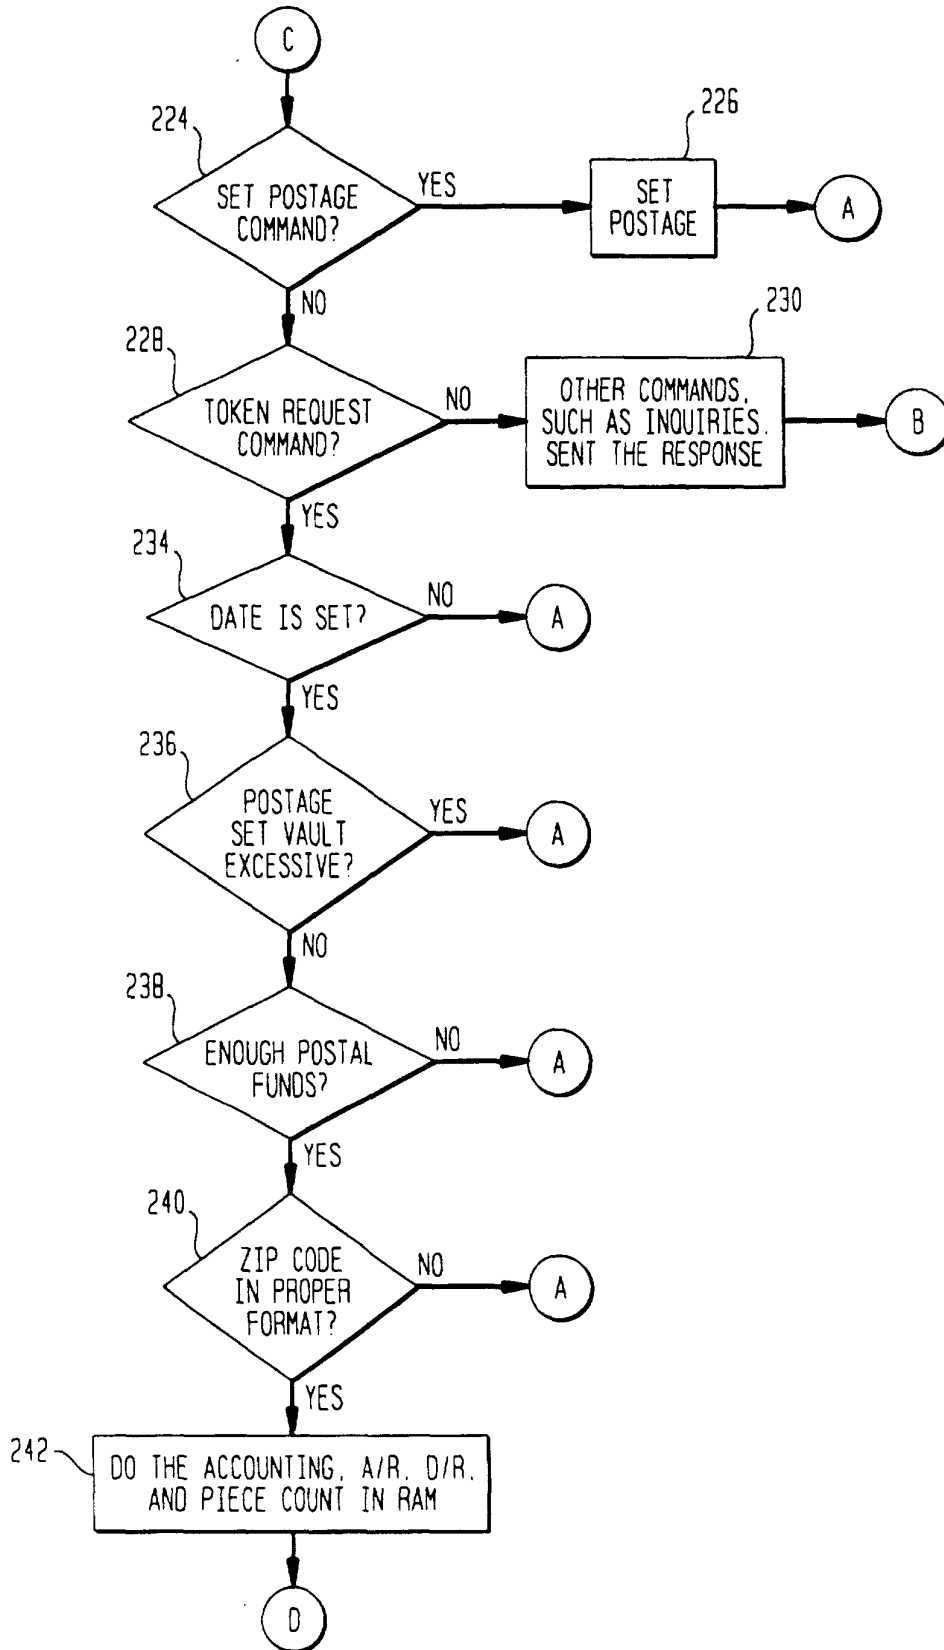 C
224
SET POSTAGE
COMMAND?
YES
226
SET
POSTAGE
A
NO
228
TOKEN REQUEST
COMMAND?
NO
230
OTHER COMMANDS,
SUCH AS INQUIRIES.
SENT THE RESPONSE
B
YES
234
DATE IS SET?
NO
A
YES
236
POSTAGE
SET VAULT
EXCESSIVE?
YES
A
NO
238
ENOUGH POSTAL
FUNDS?
NO
A
YES
240
ZIP CODE
IN PROPER
FORMAT?
NO
A
YES
242
DO THE ACCOUNTING, A/R, D/R,
AND PIECE COUNT IN RAM
D